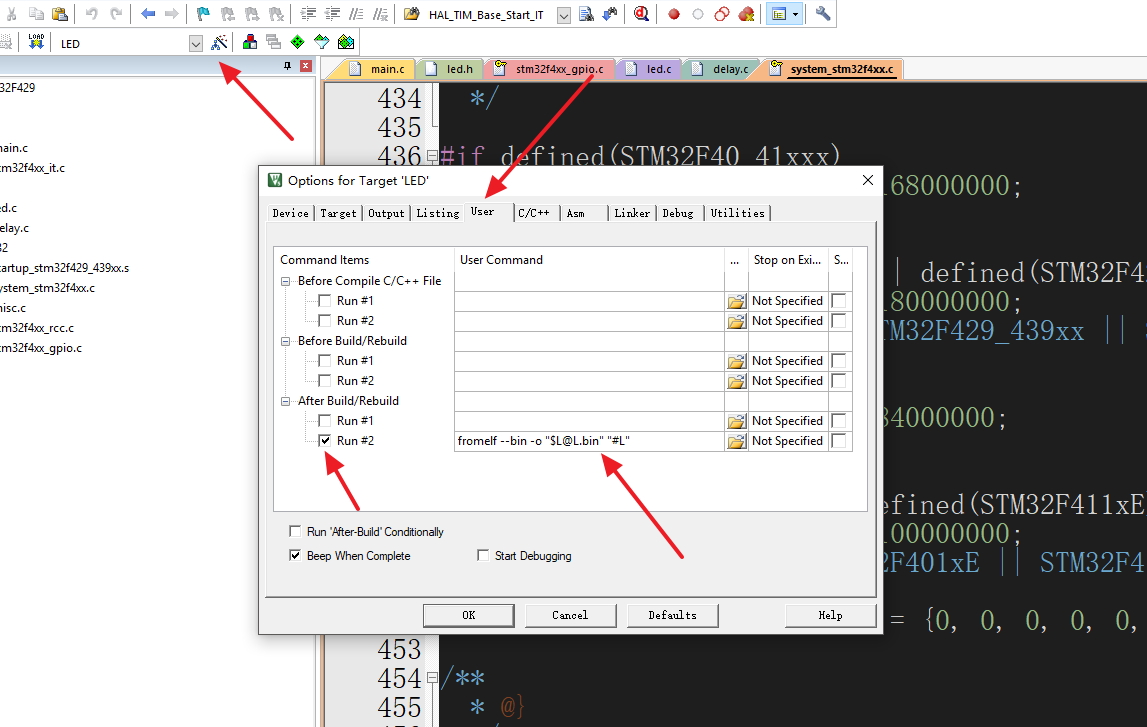 HAL_TIM_Base_Start_IT
LOAD
LED
main.c
led.h
stm32f4xx_gpio.c
led.c
delay.c
system_stm32f4xx.c
32F429
main.c
tm32f4xx_it.c
ed.c
elay.c
32
tartup_stm32f429_439xx.s
ystem_stm32f4xx.c
misc.c
tm32f4xx_rcc.c
tm32f4xx_gpio.c
434 */
435
436 #if defined(STM32F40_41xxx)
168000000;
| defined(STM32F4
180000000;
TM32F429_439xx ||
84000000;
efined(STM32F411xE
100000000;
2F401xE || STM32F4
= {0, 0, 0, 0, 0,
453
454 /**
455 * @}
Options for Target 'LED'
Device Target Output Listing User C/C++ Asm Linker Debug Utilities
Command Items User Command ... Stop on Exi... S...
Before Compile C/C++ File
Run #1 Not Specified
Run #2 Not Specified
Before Build/Rebuild
Run #1 Not Specified
Run #2 Not Specified
After Build/Rebuild
Run #1 Not Specified
Run #2 fromelf --bin -o "$L@L.bin" "#L" Not Specified
Run 'After-Build' Conditionally
Beep When Complete Start Debugging
OK Cancel Defaults Help